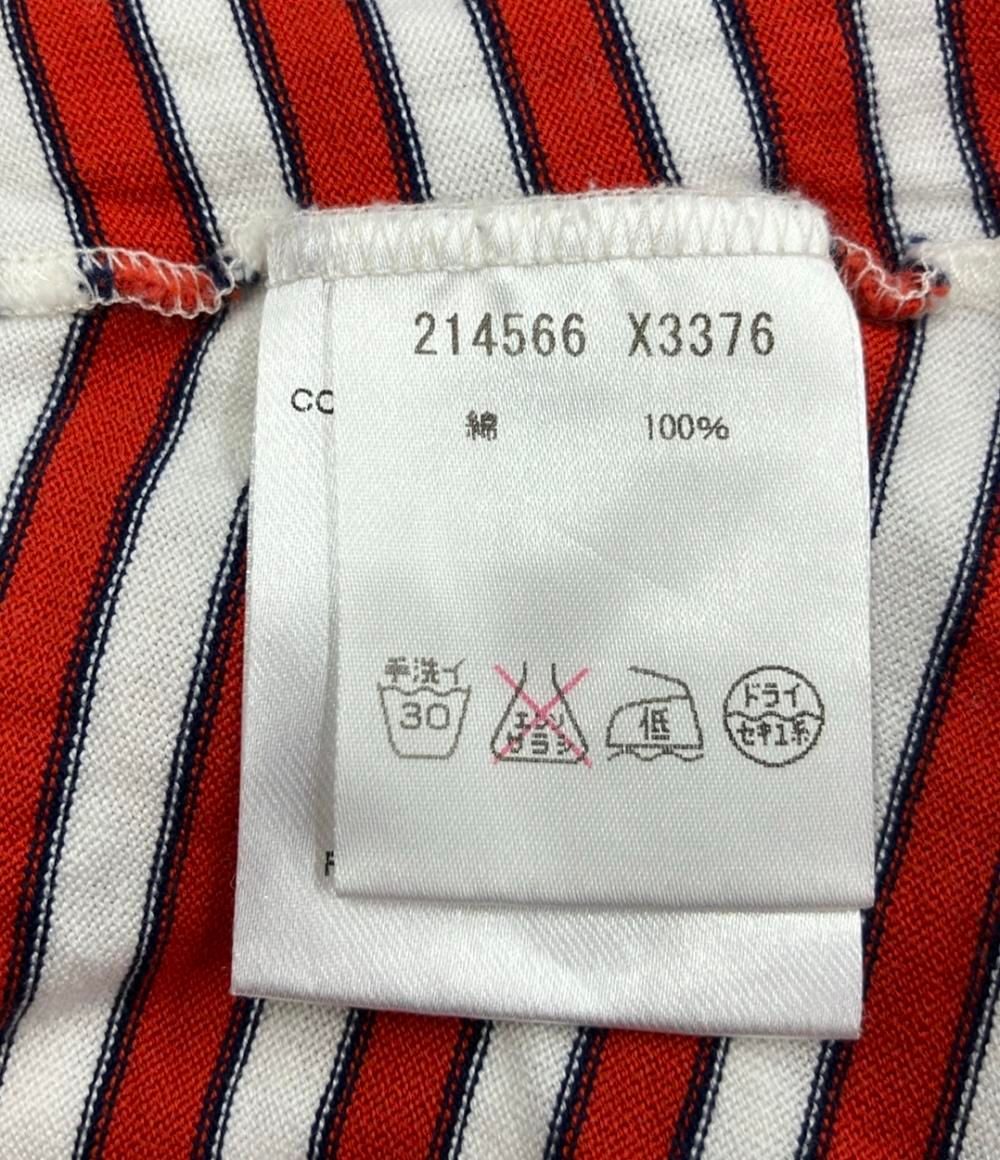 214566 X3376
CO
綿 100%
手洗イ
30
エンソ
サラシ
低
ドライ
セキユ系